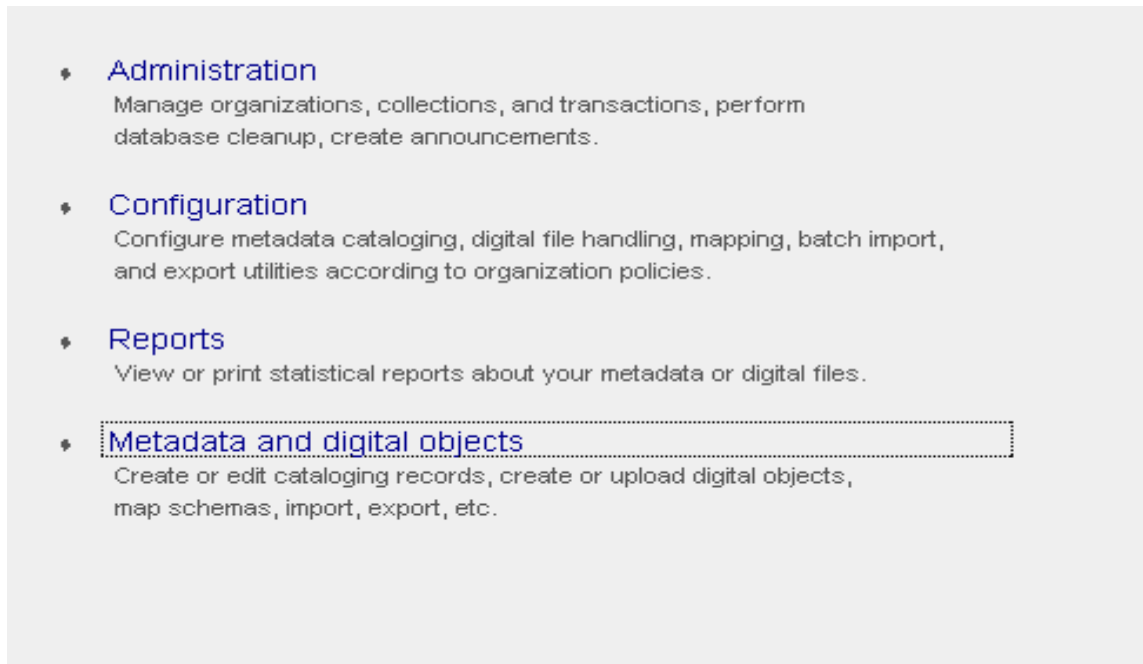 Administration
Manage organizations, collections, and transactions, perform
database cleanup, create announcements.
Configuration
Configure metadata cataloging, digital file handling, mapping, batch import,
and export utilities according to organization policies.
Reports
View or print statistical reports about your metadata or digital files.
Metadata and digital objects
Create or edit cataloging records, create or upload digital objects,
map schemas, import, export, etc.